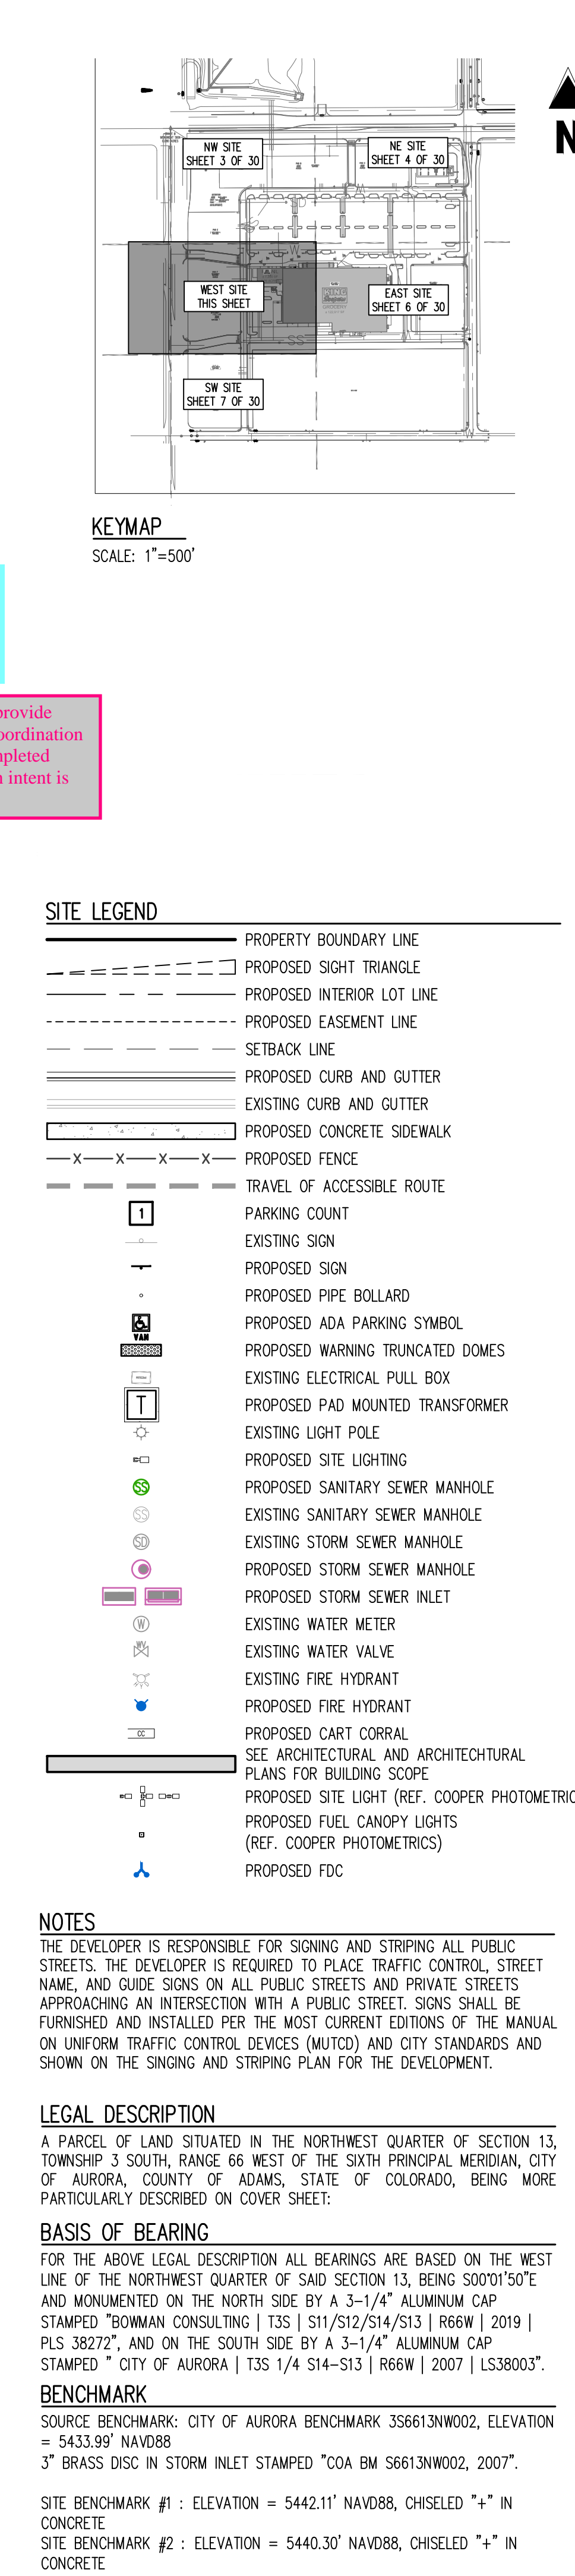 N
NW SITE
SHEET 3 OF 30
NE SITE
SHEET 4 OF 30
WEST SITE
THIS SHEET
KING
EAST SITE
SHEET 6 OF 30
SW SITE
SHEET 7 OF 30
KEYMAP
SCALE: 1"=500'
provide
oordination
mpleted
n intent is
SITE LEGEND
PROPERTY BOUNDARY LINE
PROPOSED SIGHT TRIANGLE
PROPOSED INTERIOR LOT LINE
PROPOSED EASEMENT LINE
SETBACK LINE
PROPOSED CURB AND GUTTER
EXISTING CURB AND GUTTER
PROPOSED CONCRETE SIDEWALK
X X X X PROPOSED FENCE
TRAVEL OF ACCESSIBLE ROUTE
1 PARKING COUNT
EXISTING SIGN
PROPOSED SIGN
PROPOSED PIPE BOLLARD
PROPOSED ADA PARKING SYMBOL
VAN
PROPOSED WARNING TRUNCATED DOMES
EXISTING ELECTRICAL PULL BOX
T PROPOSED PAD MOUNTED TRANSFORMER
EXISTING LIGHT POLE
PROPOSED SITE LIGHTING
SS PROPOSED SANITARY SEWER MANHOLE
SS EXISTING SANITARY SEWER MANHOLE
SD EXISTING STORM SEWER MANHOLE
PROPOSED STORM SEWER MANHOLE
PROPOSED STORM SEWER INLET
W EXISTING WATER METER
WV EXISTING WATER VALVE
EXISTING FIRE HYDRANT
PROPOSED FIRE HYDRANT
CC PROPOSED CART CORRAL
SEE ARCHITECTURAL AND ARCHITECHTURAL
PLANS FOR BUILDING SCOPE
PROPOSED SITE LIGHT (REF. COOPER PHOTOMETRIC
PROPOSED FUEL CANOPY LIGHTS
(REF. COOPER PHOTOMETRICS)
PROPOSED FDC
NOTES
THE DEVELOPER IS RESPONSIBLE FOR SIGNING AND STRIPING ALL PUBLIC
STREETS. THE DEVELOPER IS REQUIRED TO PLACE TRAFFIC CONTROL, STREET
NAME, AND GUIDE SIGNS ON ALL PUBLIC STREETS AND PRIVATE STREETS
APPROACHING AN INTERSECTION WITH A PUBLIC STREET. SIGNS SHALL BE
FURNISHED AND INSTALLED PER THE MOST CURRENT EDITIONS OF THE MANUAL
ON UNIFORM TRAFFIC CONTROL DEVICES (MUTCD) AND CITY STANDARDS AND
SHOWN ON THE SINGING AND STRIPING PLAN FOR THE DEVELOPMENT.
LEGAL DESCRIPTION
A PARCEL OF LAND SITUATED IN THE NORTHWEST QUARTER OF SECTION 13,
TOWNSHIP 3 SOUTH, RANGE 66 WEST OF THE SIXTH PRINCIPAL MERIDIAN, CITY
OF AURORA, COUNTY OF ADAMS, STATE OF COLORADO, BEING MORE
PARTICULARLY DESCRIBED ON COVER SHEET:
BASIS OF BEARING
FOR THE ABOVE LEGAL DESCRIPTION ALL BEARINGS ARE BASED ON THE WEST
LINE OF THE NORTHWEST QUARTER OF SAID SECTION 13, BEING S00°01'50"E
AND MONUMENTED ON THE NORTH SIDE BY A 3-1/4" ALUMINUM CAP
STAMPED "BOWMAN CONSULTING | T3S | S11/S12/S14/S13 | R66W | 2019 |
PLS 38272", AND ON THE SOUTH SIDE BY A 3-1/4" ALUMINUM CAP
STAMPED " CITY OF AURORA | T3S 1/4 S14-S13 | R66W | 2007 | LS38003".
BENCHMARK
SOURCE BENCHMARK: CITY OF AURORA BENCHMARK 3S6613NW002, ELEVATION
= 5433.99' NAVD88
3" BRASS DISC IN STORM INLET STAMPED "COA BM S6613NW002, 2007".
SITE BENCHMARK #1 : ELEVATION = 5442.11' NAVD88, CHISELED "+" IN
CONCRETE
SITE BENCHMARK #2 : ELEVATION = 5440.30' NAVD88, CHISELED "+" IN
CONCRETE